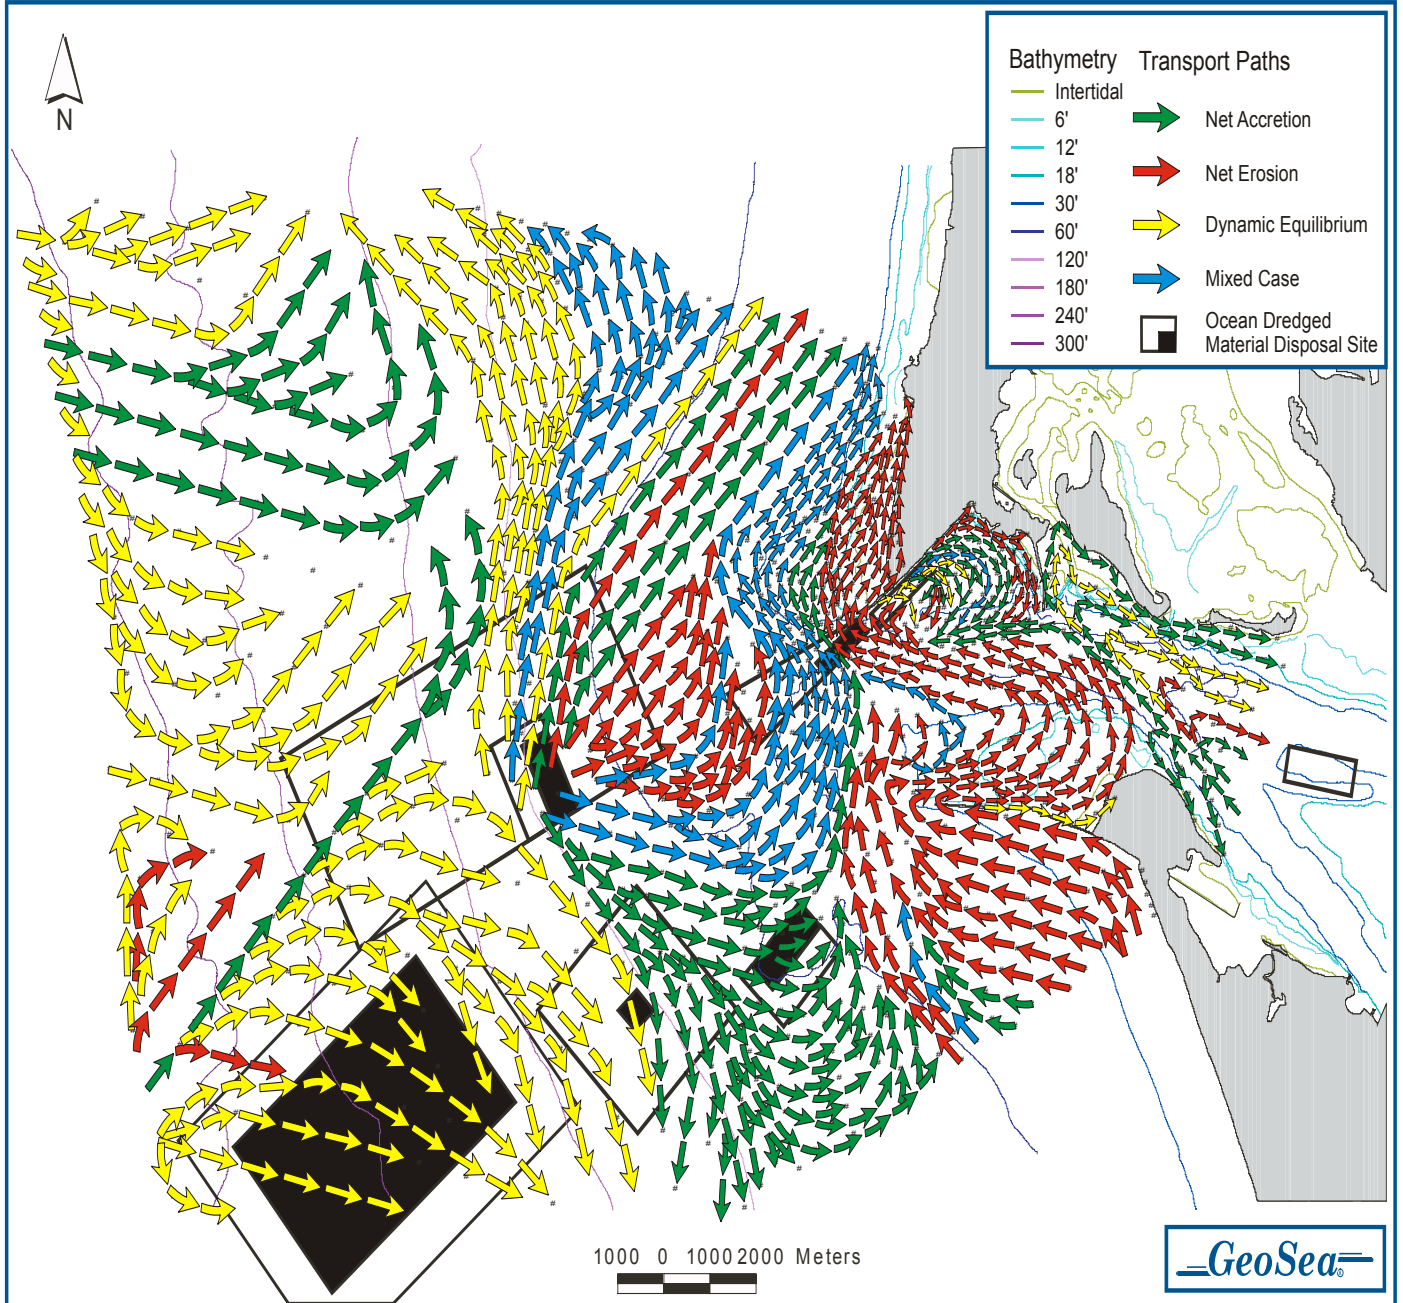 N
Bathymetry Transport Paths
Intertidal
6'
12'
18'
30'
60'
120'
180'
240'
300'
Net Accretion
Net Erosion
Dynamic Equilibrium
Mixed Case
Ocean Dredged
Material Disposal Site
1000 0 1000 2000 Meters
GeoSea®